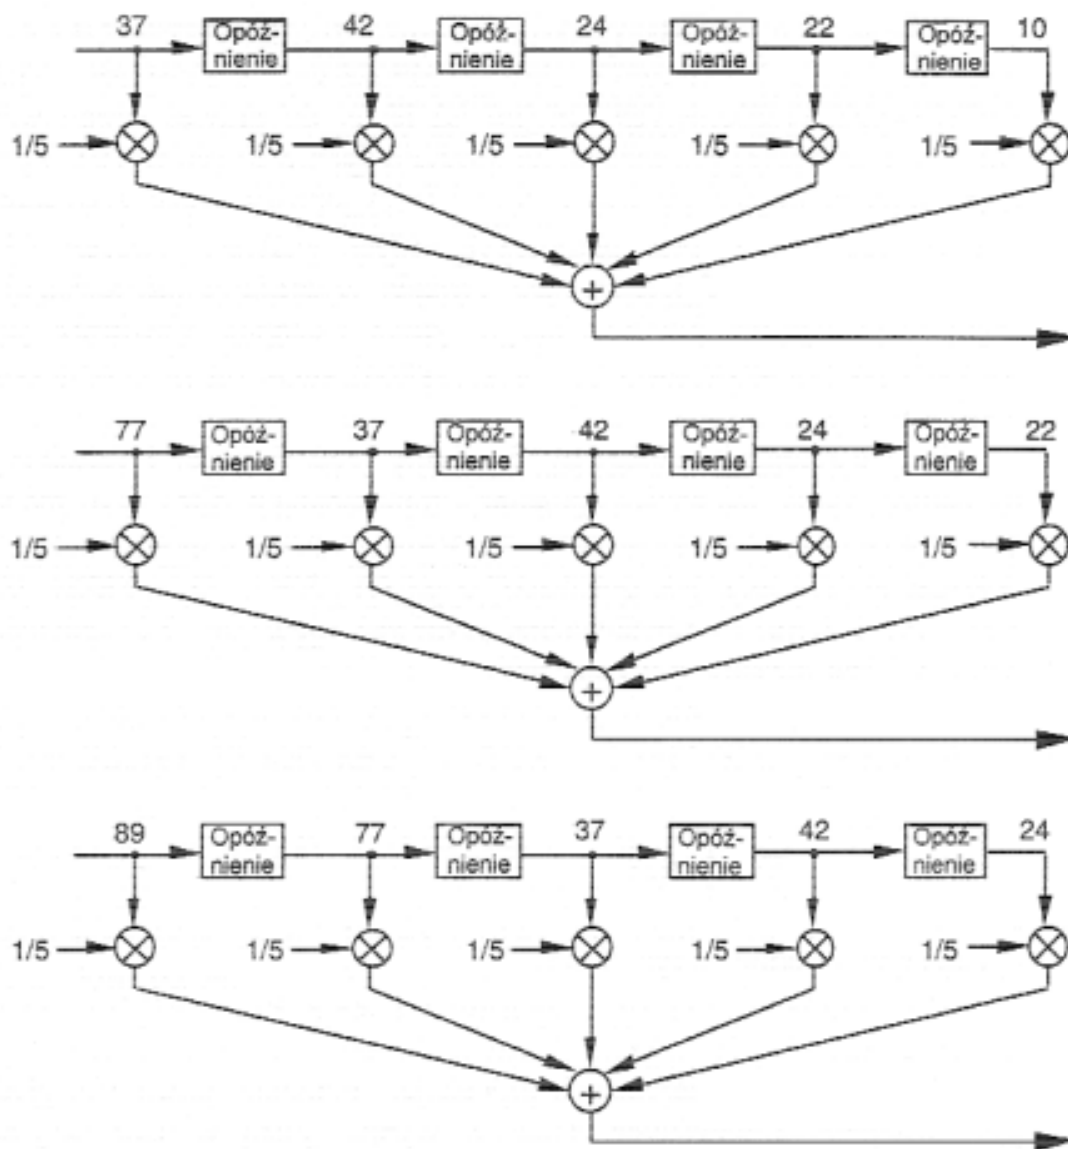 37 42 24 22 10
Opóź- Opóź- Opóź- Opóź-
nienie nienie nienie nienie
1/5 1/5 1/5 1/5 1/5
+
77 37 42 24 22
Opóź- Opóź- Opóź- Opóź-
nienie nienie nienie nienie
1/5 1/5 1/5 1/5 1/5
+
89 77 37 42 24
Opóź- Opóź- Opóź- Opóź-
nienie nienie nienie nienie
1/5 1/5 1/5 1/5 1/5
+